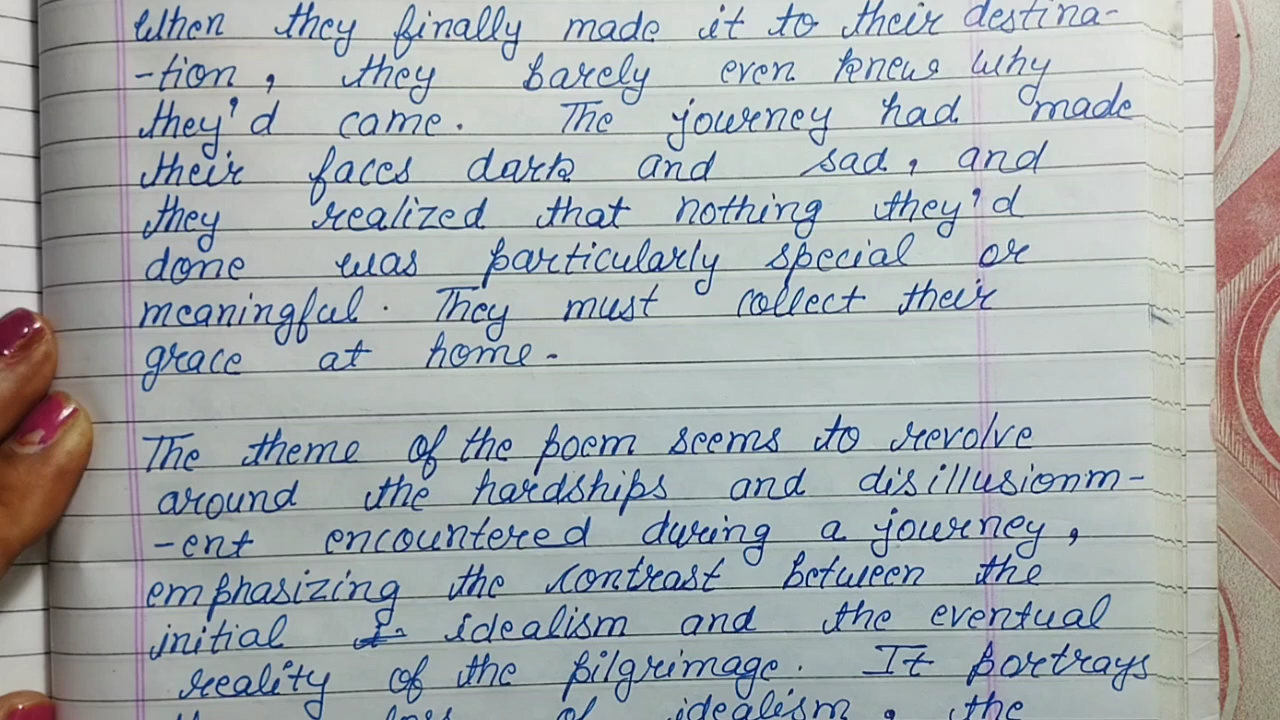 When they finally made it to their destina-
-tion, they barely even knew why
they'd came. The journey had made
their faces dark and sad, and
they realized that nothing they'd
done was particularly special or
meaningful. They must collect their
grace at home.
The theme of the poem seems to revolve
around the hardships and disillusionm-
-ent encountered during a journey,
emphasizing the contrast between the
initial idealism and the eventual
reality of the pilgrimage. It portrays
of idealism, the